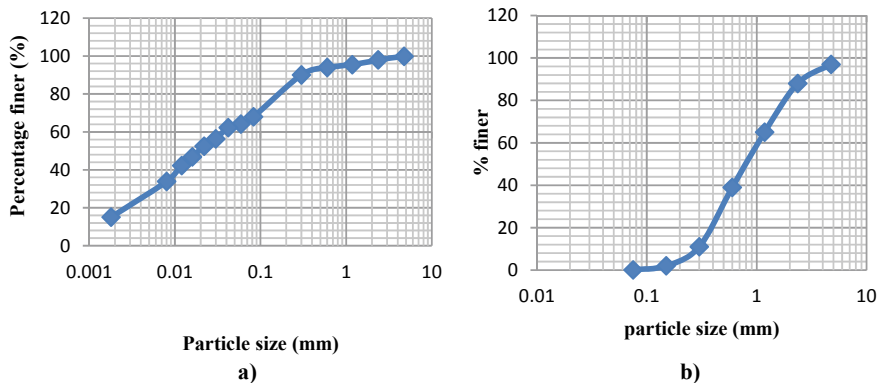 Percentage finer (%)
120
100
80
60
40
20
0
0.001 0.01 0.1 1 10
Particle size (mm)
a)
% finer
120
100
80
60
40
20
0
0.01 0.1 1 10
particle size (mm)
b)